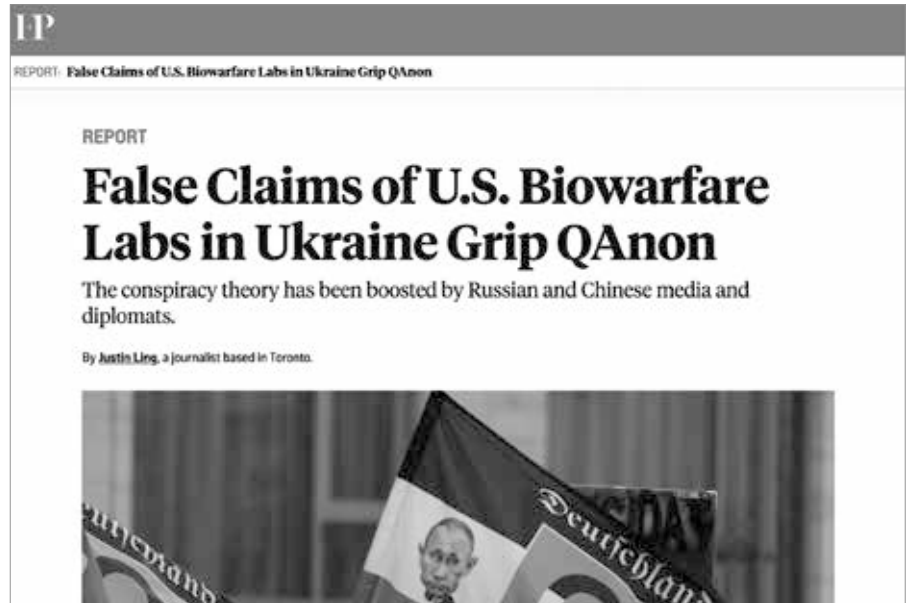 FP
REPORT: False Claims of U.S. Biowarfare Labs in Ukraine Grip QAnon
REPORT
False Claims of U.S. Biowarfare
Labs in Ukraine Grip QAnon
The conspiracy theory has been boosted by Russian and Chinese media and
diplomats.
By Justin Ling, a journalist based in Toronto.
Deutschland